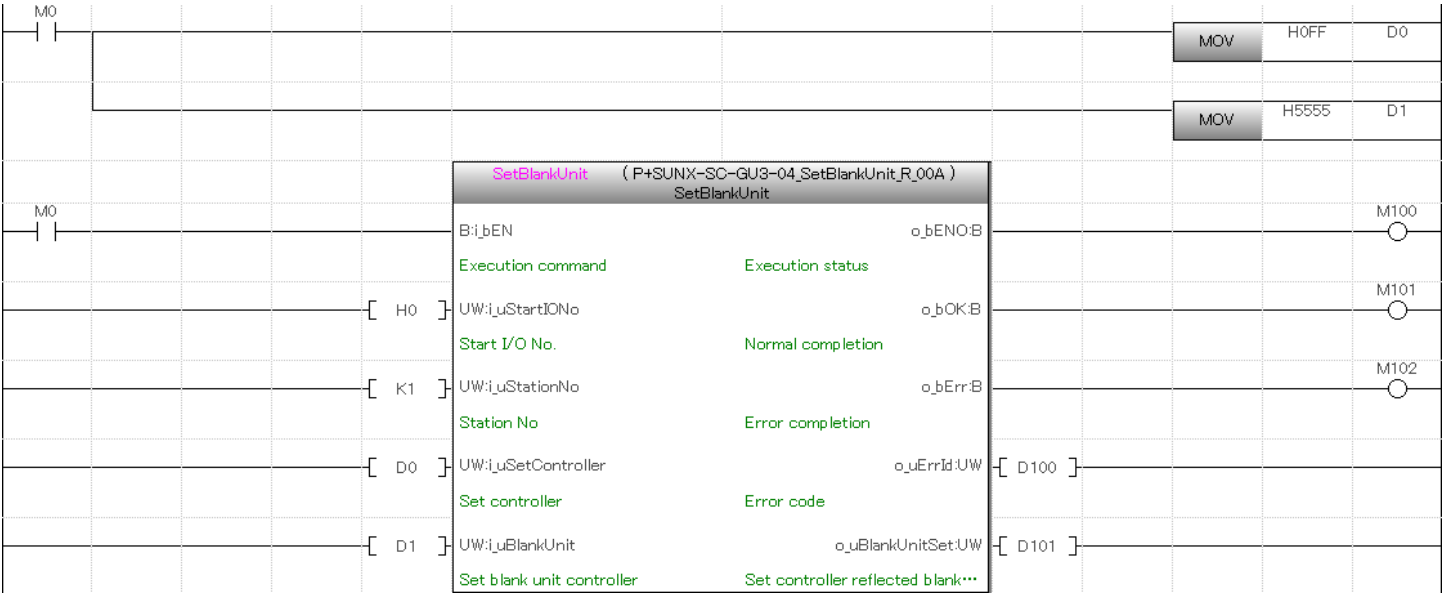 M0
MOV H0FF D0
MOV H5555 D1
SetBlankUnit (P+SUNX-SC-GU3-04_SetBlankUnit_R_00A)
SetBlankUnit
M0 M100
B:i_bEN o_bENO:B
Execution command Execution status
M101
H0 UW:i_uStartIONo o_bOK:B
Start I/O No. Normal completion
M102
K1 UW:i_uStationNo o_bErr:B
Station No Error completion
D0 UW:i_uSetController o_uErrId:UW D100
Set controller Error code
D1 UW:i_uBlankUnit o_uBlankUnitSet:UW D101
Set blank unit controller Set controller reflected blank⋯